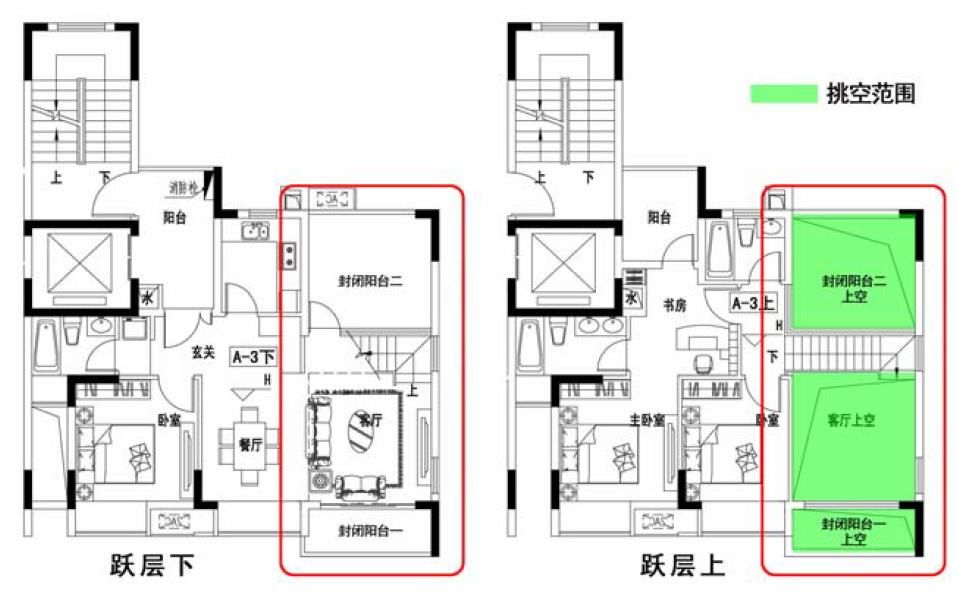 挑空范围
上 下
消防栓
阳台
AC
封闭阳台二
水
玄关
A-3下
H
上
卧室
餐厅
客厅
AC
封闭阳台一
跃层下
上 下
阳台
封闭阳台二
上空
水
书房
A-3上
H
下
主卧室
卧室
客厅上空
AC
封闭阳台一
上空
跃层上